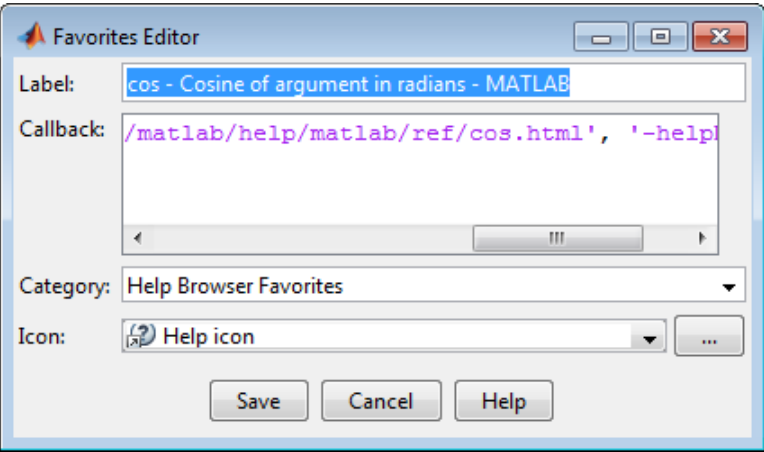 Favorites Editor
Label: cos - Cosine of argument in radians - MATLAB
Callback: /matlab/help/matlab/ref/cos.html',
Category: Help Browser Favorites
Icon: Help icon ...
Save Cancel Help